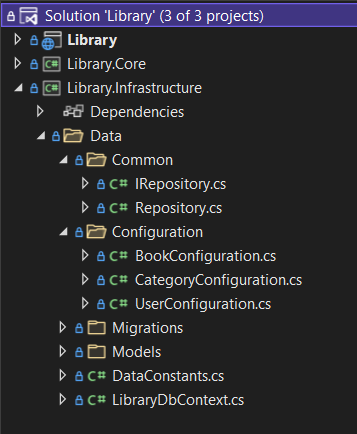 Solution 'Library' (3 of 3 projects)
Library
C# Library.Core
C# Library.Infrastructure
Dependencies
Data
Common
C# IRepository.cs
C# Repository.cs
Configuration
C# BookConfiguration.cs
C# CategoryConfiguration.cs
C# UserConfiguration.cs
Migrations
Models
C# DataConstants.cs
C# LibraryDbContext.cs